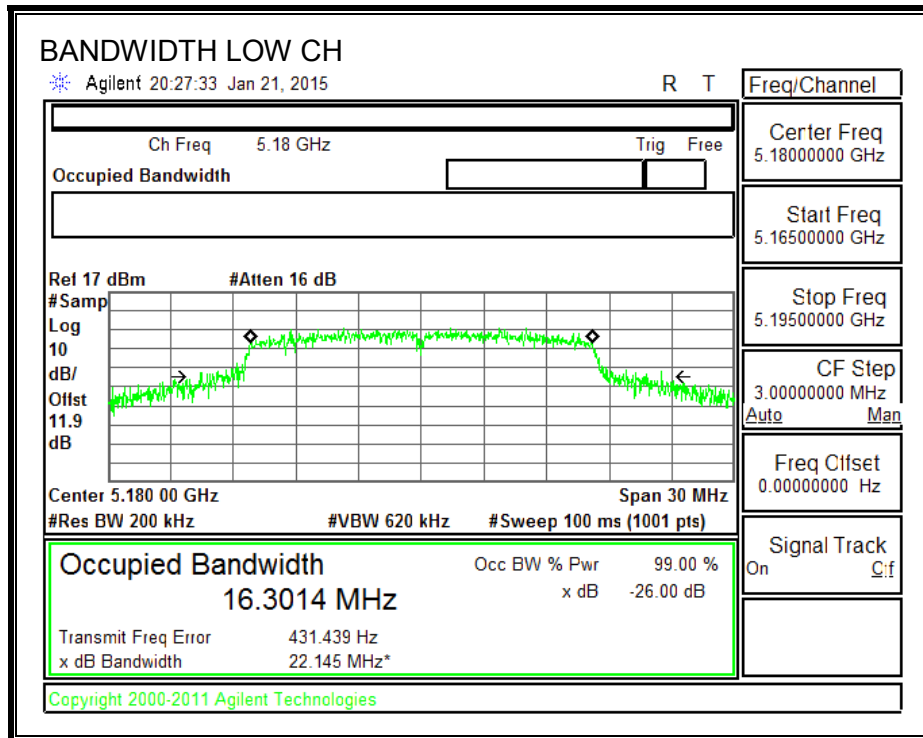 BANDWIDTH LOW CH
Agilent 20:27:33 Jan 21, 2015 R T
Freq/Channel
Ch Freq 5.18 GHz Trig Free
Occupied Bandwidth
Center Freq
5.18000000 GHz
Start Freq
5.16500000 GHz
Stop Freq
5.19500000 GHz
CF Step
3.00000000 MHz
Auto Man
Freq Offset
0.00000000 Hz
Signal Track
On Off
Ref 17 dBm #Atten 16 dB
#Samp
Log
10
dB/
Offst
11.9
dB
Center 5.180 00 GHz Span 30 MHz
#Res BW 200 kHz #VBW 620 kHz #Sweep 100 ms (1001 pts)
Occupied Bandwidth Occ BW % Pwr 99.00 %
16.3014 MHz x dB -26.00 dB
Transmit Freq Error 431.439 Hz
x dB Bandwidth 22.145 MHz*
Copyright 2000-2011 Agilent Technologies